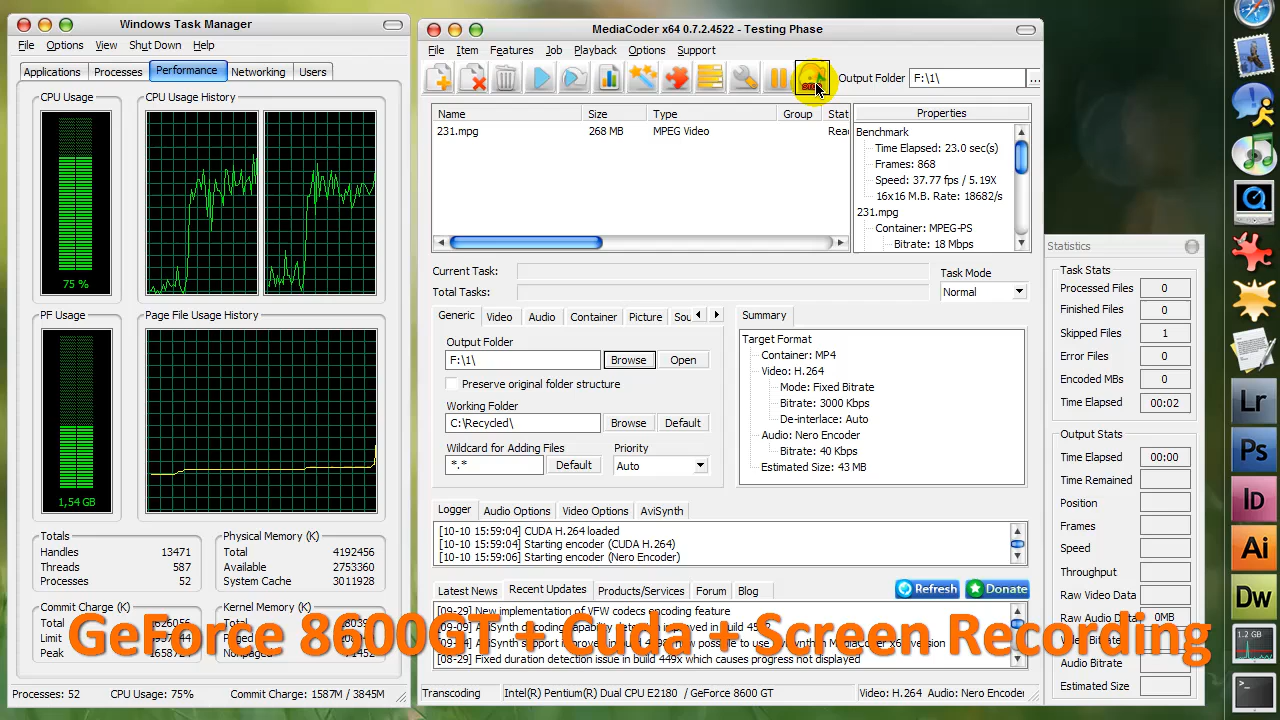 Windows Task Manager
File Options View Shut Down Help
Applications Processes Performance Networking Users
CPU Usage CPU Usage History
75 %
PF Usage Page File Usage History
1,54 GB
Totals
Handles 13471
Threads 587
Processes 52
Physical Memory (K)
Total 4192456
Available 2753360
System Cache 3011928
Commit Charge (K)
Total
Limit
Peak
Kernel Memory (K)
Total
Processes: 52 CPU Usage: 75% Commit Charge: 1587M / 3845M
MediaCoder x64 0.7.2.4522 - Testing Phase
File Item Features Job Playback Options Support
Output Folder F:\1\ ...
Name Size Type Group
231.mpg 268 MB MPEG Video
Properties
Benchmark
Time Elapsed: 23.0 sec(s)
Frames: 868
Speed: 37.77 fps / 5.19X
16x16 M.B. Rate: 18682/s
231.mpg
Container: MPEG-PS
Bitrate: 18 Mbps
Current Task:
Total Tasks:
Task Mode
Normal
Generic Video Audio Container Picture Sou
Output Folder
F:\1\ Browse Open
Preserve original folder structure
Working Folder
C:\Recycled\ Browse Default
Wildcard for Adding Files Priority
*.* Default Auto
Summary
Target Format
Container: MP4
Video: H.264
Mode: Fixed Bitrate
Bitrate: 3000 Kbps
De-interlace: Auto
Audio: Nero Encoder
Bitrate: 40 Kbps
Estimated Size: 43 MB
Logger Audio Options Video Options AviSynth
[10-10 15:59:04] CUDA H.264 loaded
[10-10 15:59:04] Starting encoder (CUDA H.264)
[10-10 15:59:06] Starting encoder (Nero Encoder)
Latest News Recent Updates Products/Services Forum Blog Refresh Donate
[09-29] New implementation of VFW codecs encoding feature
[08-29] Fixed duration detection issue in build 449x which causes progress not displayed
Transcoding Intel(R) Pentium(R) Dual CPU E2180 / GeForce 8600 GT Video: H.264 Audio: Nero Encoder
Statistics
Task Stats
Processed Files 0
Finished Files 0
Skipped Files 1
Error Files 0
Encoded MBs 0
Time Elapsed 00:02
Output Stats
Time Elapsed 00:00
Time Remained
Position
Frames
Speed
Throughput
Raw Video Data
Raw Audio Data 0MB
Audio Bitrate
Estimated Size
GeForce 8600GT + Cuda + Screen Recording
Lr
Ps
Id
Ai
Dw
1.2 GB